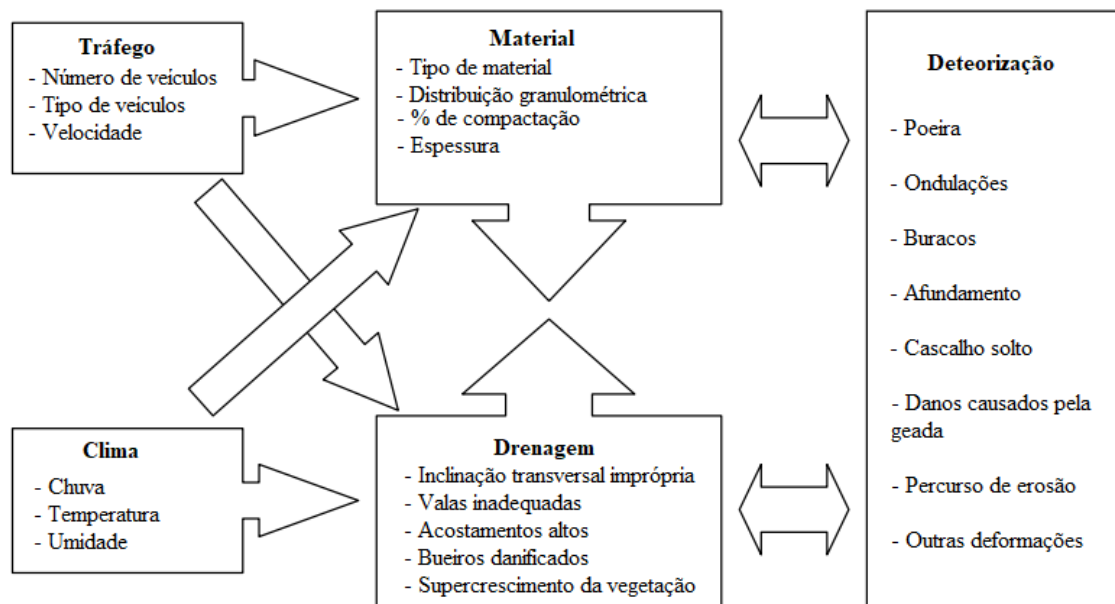 Tráfego
- Número de veículos
- Tipo de veículos
- Velocidade
Material
- Tipo de material
- Distribuição granulométrica
- % de compactação
- Espessura
Deteorização
- Poeira
- Ondulações
- Buracos
- Afundamento
- Cascalho solto
- Danos causados pela
geada
- Percurso de erosão
- Outras deformações
Clima
- Chuva
- Temperatura
- Umidade
Drenagem
- Inclinação transversal imprópria
- Valas inadequadas
- Acostamentos altos
- Bueiros danificados
- Supercrescimento da vegetação